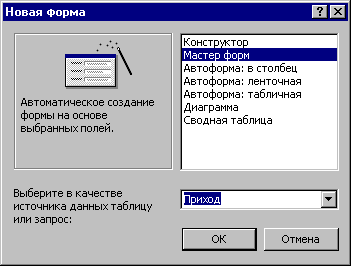 Новая форма
Автоматическое создание
формы на основе
выбранных полей.
Конструктор
Мастер форм
Автоформа: в столбец
Автоформа: ленточная
Автоформа: табличная
Диаграмма
Сводная таблица
Выберите в качестве
источника данных таблицу
или запрос:
Приход
OK
Отмена